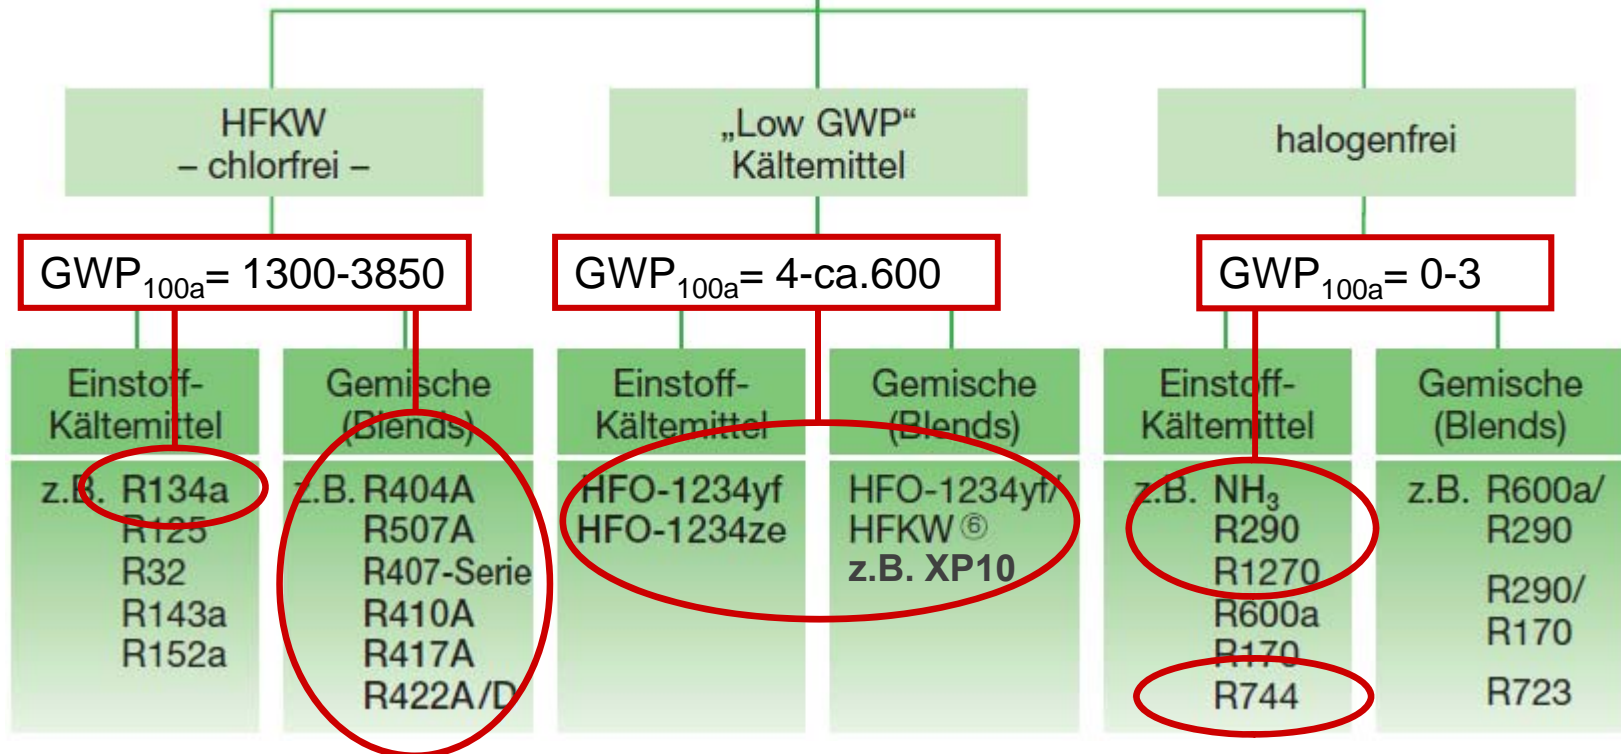 HFKW
– chlorfrei –
„Low GWP“
Kältemittel
halogenfrei
GWP100a= 1300-3850
GWP100a= 4-ca.600
GWP100a= 0-3
Einstoff-
Kältemittel
z.B. R134a
R125
R32
R143a
R152a
Gemische
(Blends)
z.B. R404A
R507A
R407-Serie
R410A
R417A
R422A/D
Einstoff-
Kältemittel
HFO-1234yf
HFO-1234ze
Gemische
(Blends)
HFO-1234yf/
HFKW ⑥
z.B. XP10
Einstoff-
Kältemittel
z.B. NH3
R290
R1270
R600a
R170
R744
Gemische
(Blends)
z.B. R600a/
R290
R290/
R170
R723